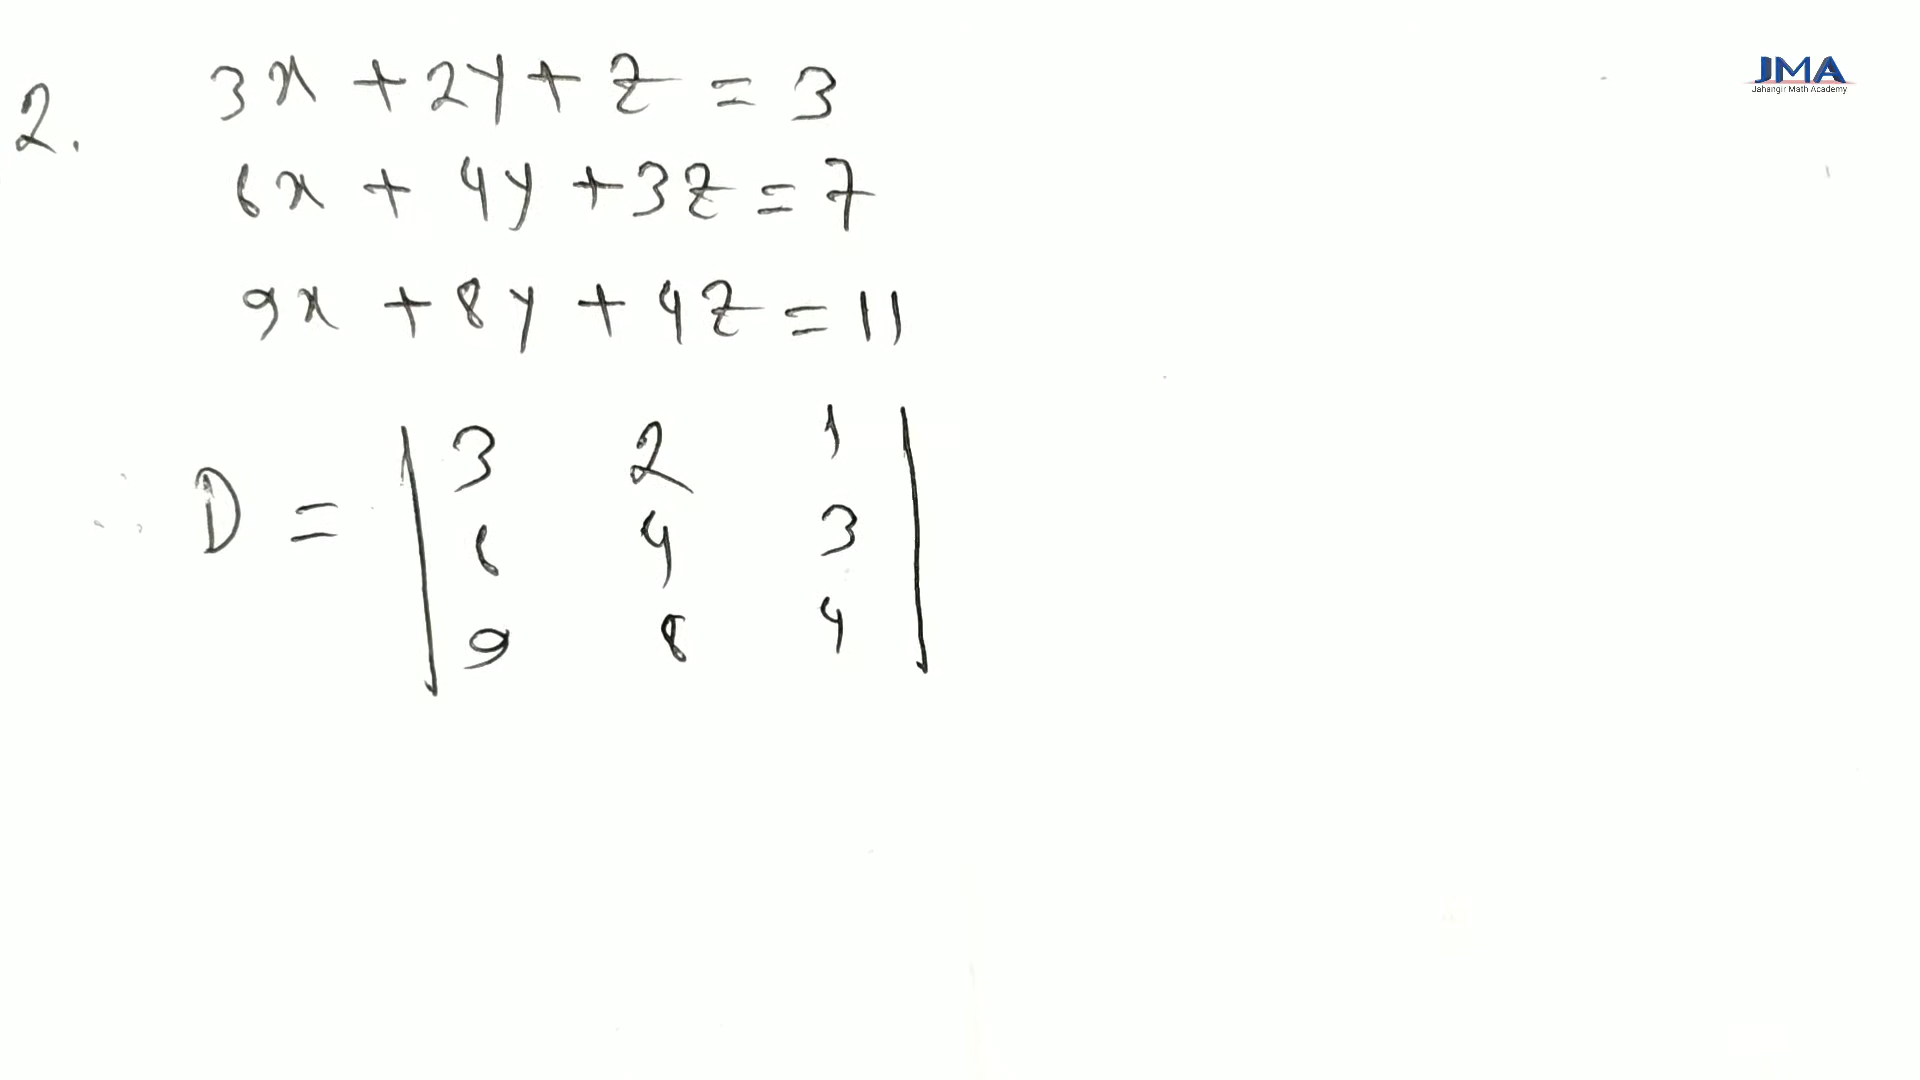 2.
3x + 2y + z = 3
6x + 4y + 3z = 7
9x + 8y + 4z = 11
∴ D = | 3 2 1 |
| 6 4 3 |
| 9 8 4 |
JMA
Jahangir Math Academy